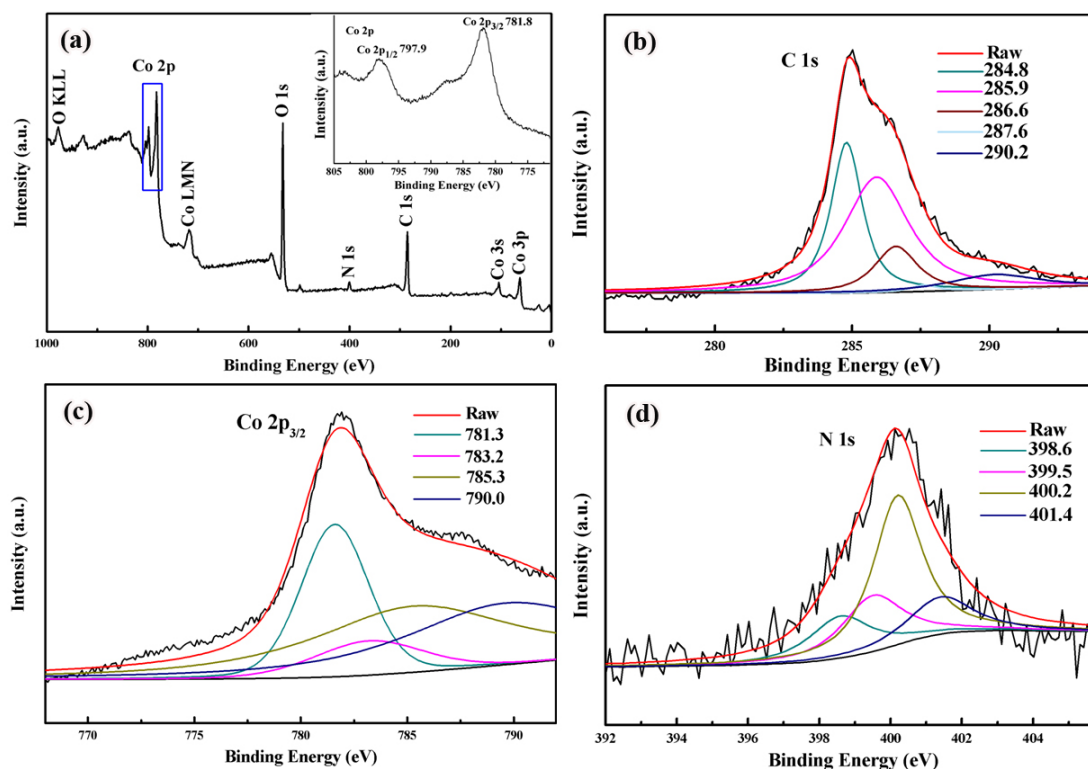 (a)
O KLL
Co 2p
Co LMN
O 1s
N 1s
C 1s
Co 3s
Co 3p
Intensity (a.u.)
1000 800 600 400 200 0
Binding Energy (eV)
Co 2p
Co 2p1/2 797.9
Co 2p3/2 781.8
Intensity (a.u.)
805 800 795 790 785 780 775
Binding Energy (eV)
(b)
C 1s
Raw
284.8
285.9
286.6
287.6
290.2
Intensity (a.u.)
280 285 290
Binding Energy (eV)
(c)
Co 2p3/2
Raw
781.3
783.2
785.3
790.0
Intensity (a.u.)
770 775 780 785 790
Binding Energy (eV)
(d)
N 1s
Raw
398.6
399.5
400.2
401.4
Intensity (a.u.)
392 394 396 398 400 402 404
Binding Energy (eV)